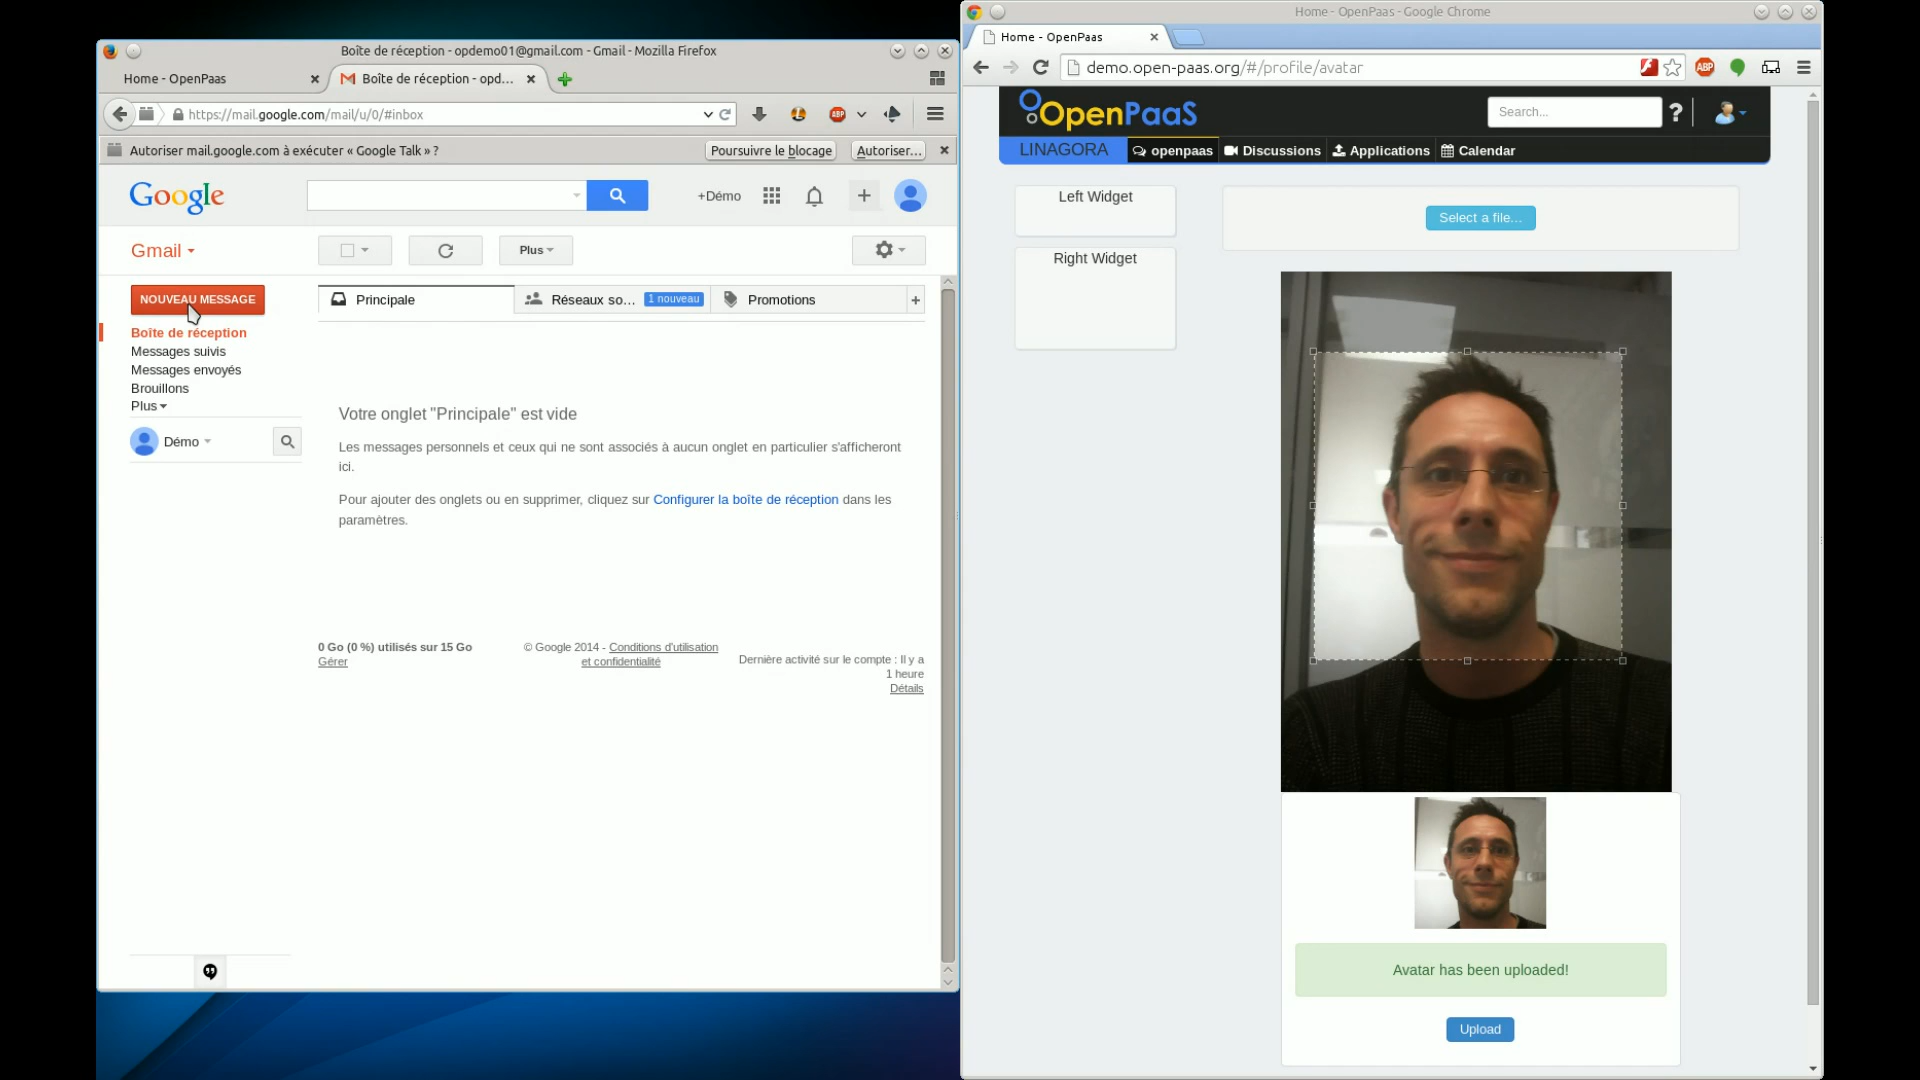 Boîte de réception - opdemo01@gmail.com - Gmail - Mozilla Firefox
Home - OpenPaas
Boîte de réception - opd...
https://mail.google.com/mail/u/0/#inbox
Autoriser mail.google.com à exécuter « Google Talk » ?
Poursuivre le blocage
Autoriser...
Google
+Démo
Gmail
Plus
NOUVEAU MESSAGE
Boîte de réception
Messages suivis
Messages envoyés
Brouillons
Plus
Démo
Principale
Réseaux so...
1 nouveau
Promotions
Votre onglet "Principale" est vide
Les messages personnels et ceux qui ne sont associés à aucun onglet en particulier s'afficheront
ici.
Pour ajouter des onglets ou en supprimer, cliquez sur Configurer la boîte de réception dans les
paramètres.
0 Go (0 %) utilisés sur 15 Go
Gérer
© Google 2014 - Conditions d'utilisation
et confidentialité
Dernière activité sur le compte : Il y a
1 heure
Détails
Home - OpenPaas - Google Chrome
Home - OpenPaas
demo.open-paas.org/#/profile/avatar
ABP
OpenPaaS
Search...
?
LINAGORA
openpaas
Discussions
Applications
Calendar
Left Widget
Right Widget
Select a file...
Avatar has been uploaded!
Upload